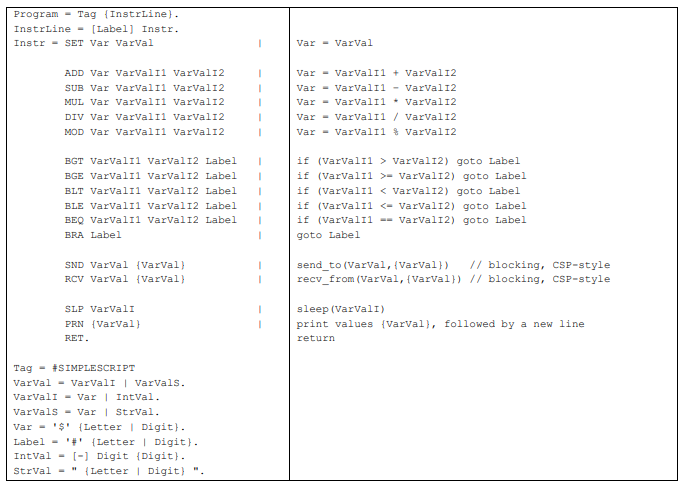 Program = Tag {InstrLine}.
InstrLine = [Label] Instr.
Instr = SET Var VarVal | Var = VarVal
ADD Var VarValI1 VarValI2 | Var = VarValI1 + VarValI2
SUB Var VarValI1 VarValI2 | Var = VarValI1 - VarValI2
MUL Var VarValI1 VarValI2 | Var = VarValI1 * VarValI2
DIV Var VarValI1 VarValI2 | Var = VarValI1 / VarValI2
MOD Var VarValI1 VarValI2 | Var = VarValI1 % VarValI2
BGT VarValI1 VarValI2 Label | if (VarValI1 > VarValI2) goto Label
BGE VarValI1 VarValI2 Label | if (VarValI1 >= VarValI2) goto Label
BLT VarValI1 VarValI2 Label | if (VarValI1 < VarValI2) goto Label
BLE VarValI1 VarValI2 Label | if (VarValI1 <= VarValI2) goto Label
BEQ VarValI1 VarValI2 Label | if (VarValI1 == VarValI2) goto Label
BRA Label | goto Label
SND VarVal {VarVal} | send_to(VarVal,{VarVal}) // blocking, CSP-style
RCV VarVal {VarVal} | recv_from(VarVal,{VarVal}) // blocking, CSP-style
SLP VarValI | sleep(VarValI)
PRN {VarVal} | print values {VarVal}, followed by a new line
RET. return
Tag = #SIMPLESCRIPT
VarVal = VarValI | VarValS.
VarValI = Var | IntVal.
VarValS = Var | StrVal.
Var = '$' {Letter | Digit}.
Label = '#' {Letter | Digit}.
IntVal = [-] Digit {Digit}.
StrVal = " {Letter | Digit} ".